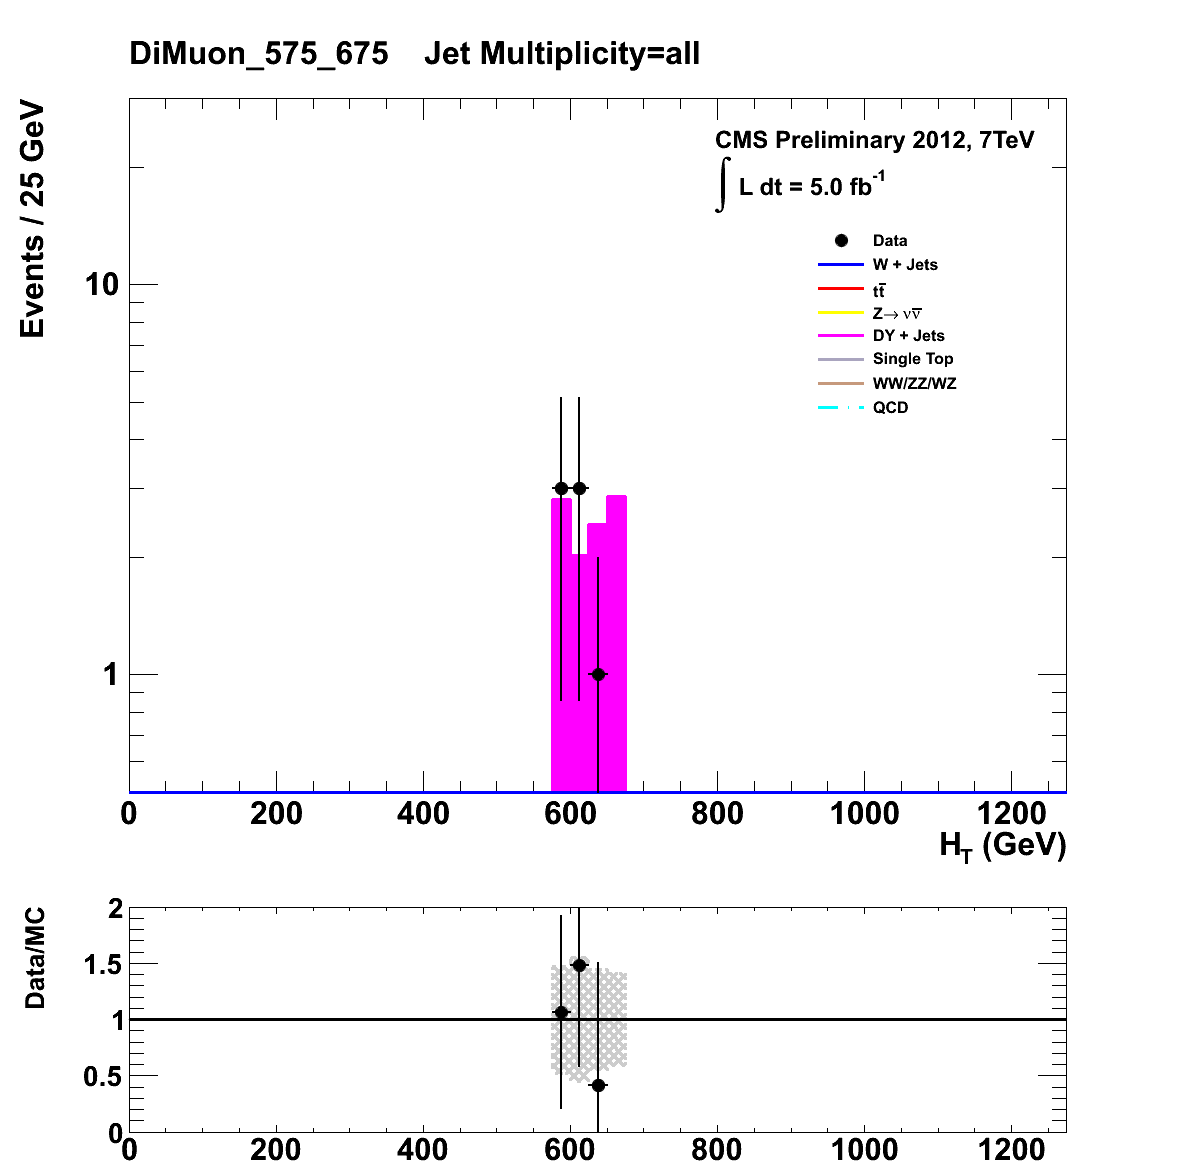 DiMuon_575_675 Jet Multiplicity=all
Events / 25 GeV
CMS Preliminary 2012, 7TeV
∫ L dt = 5.0 fb⁻¹
Data
W + Jets
tt̅
Z→ νν̅
DY + Jets
Single Top
WW/ZZ/WZ
QCD
10
1
0 200 400 600 800 1000 1200
H_T (GeV)
Data/MC
2
1.5
1
0.5
0
0 200 400 600 800 1000 1200